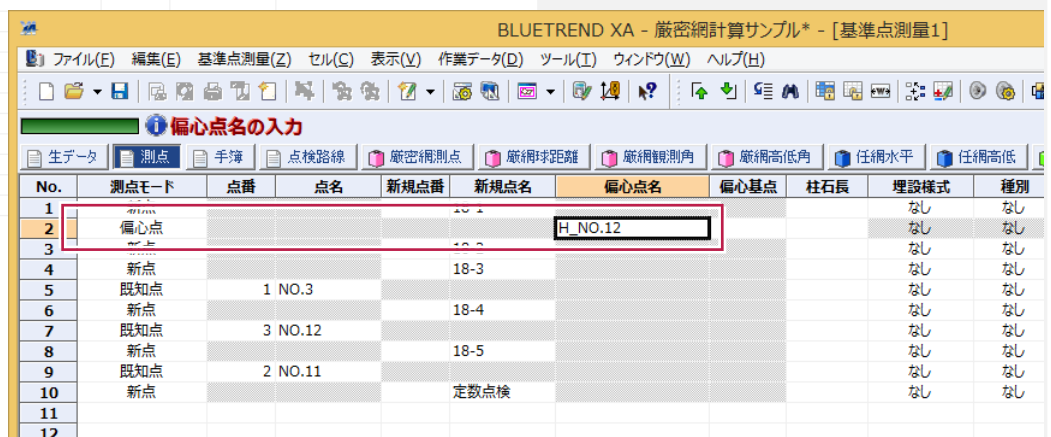 BLUETREND XA - 厳密網計算サンプル* - [基準点測量1]
ファイル(F) 編集(E) 基準点測量(Z) セル(C) 表示(V) 作業データ(D) ツール(T) ウィンドウ(W) ヘルプ(H)
偏心点名の入力
生データ 測点 手簿 点検路線 厳密網測点 厳網球距離 厳網観測角 厳網高低角 任網水平 任網高低
No. 測点モード 点番 点名 新規点番 新規点名 偏心点名 偏心基点 柱石長 埋設様式 種別
1 なし なし
2 偏心点 H_NO.12 なし なし
3 なし なし
4 新点 18-3 なし なし
5 既知点 1 NO.3 なし なし
6 新点 18-4 なし なし
7 既知点 3 NO.12 なし なし
8 新点 18-5 なし なし
9 既知点 2 NO.11 なし なし
10 新点 定数点検 なし なし
11
12